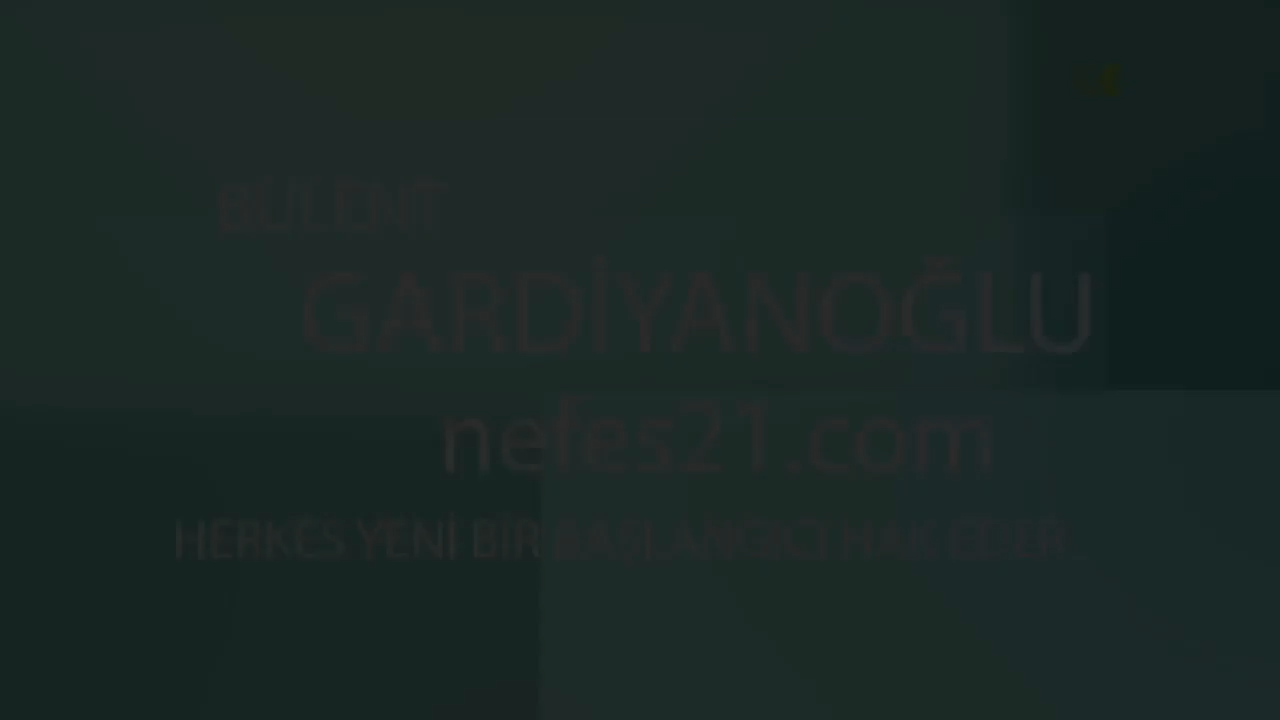 BÜLENT
GARDİYANOĞLU
nefes21.com
HERKES YENİ BİR BAŞLANGICI HAK EDER...